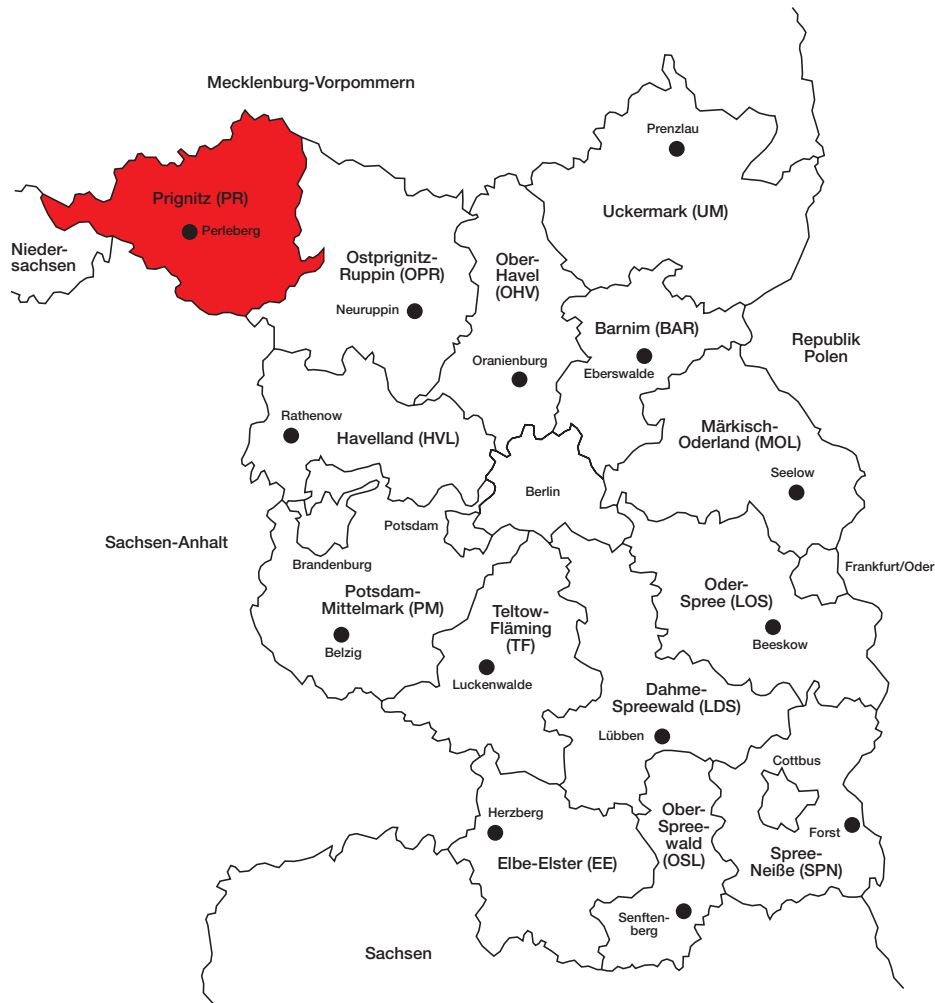 Mecklenburg-Vorpommern
Prenzlau
Prignitz (PR)
Uckermark (UM)
Perleberg
Nieder-
sachsen
Ostprignitz-
Ruppin (OPR)
Ober-
Havel
(OHV)
Neuruppin
Barnim (BAR)
Republik
Polen
Oranienburg
Eberswalde
Rathenow
Havelland (HVL)
Märkisch-
Oderland (MOL)
Seelow
Berlin
Potsdam
Sachsen-Anhalt
Brandenburg
Frankfurt/Oder
Potsdam-
Mittelmark (PM)
Oder-
Spree (LOS)
Teltow-
Fläming
(TF)
Belzig
Beeskow
Luckenwalde
Dahme-
Spreewald (LDS)
Lübben
Cottbus
Herzberg
Ober-
Spree-
wald
(OSL)
Forst
Elbe-Elster (EE)
Spree-
Neiße (SPN)
Senften-
berg
Sachsen